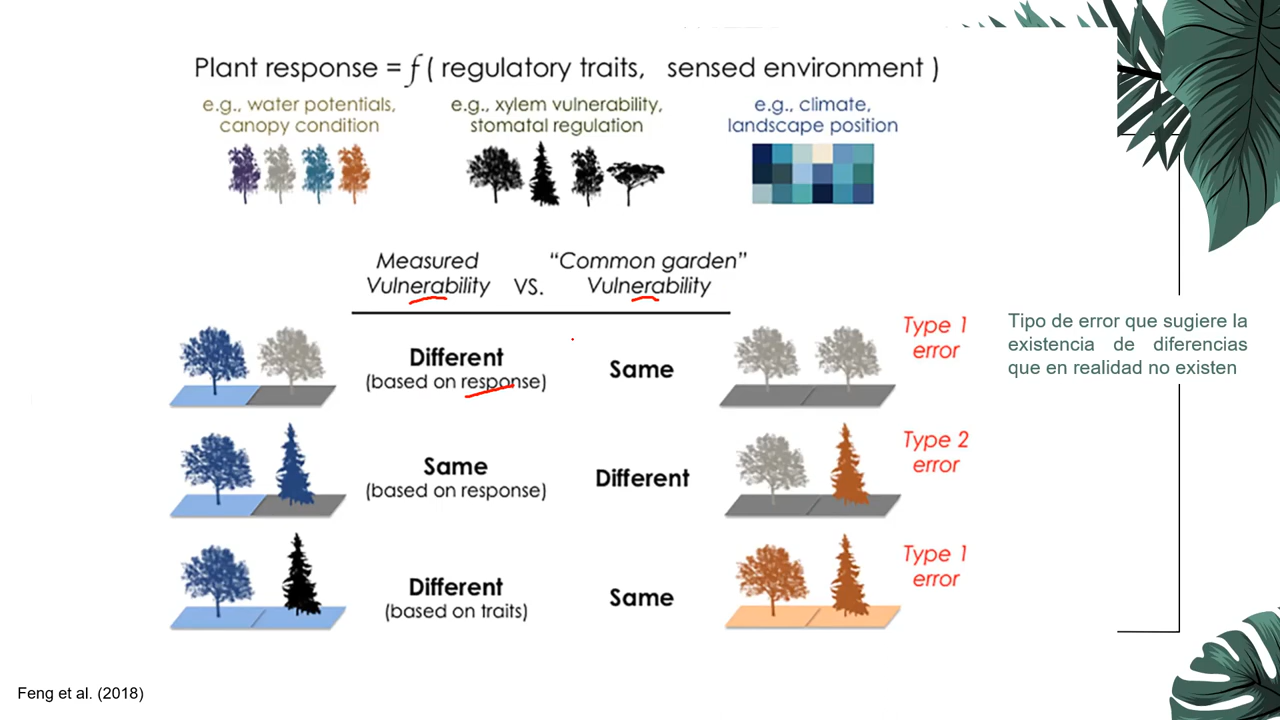 Plant response = f ( regulatory traits, sensed environment )
e.g., water potentials,
canopy condition
e.g., xylem vulnerability,
stomatal regulation
e.g., climate,
landscape position
Measured
Vulnerability
VS.
“Common garden”
Vulnerability
Different
(based on response)
Same
Type 1
error
Tipo de error que sugiere la
existencia de diferencias
que en realidad no existen
Same
(based on response)
Different
Type 2
error
Different
(based on traits)
Same
Type 1
error
Feng et al. (2018)